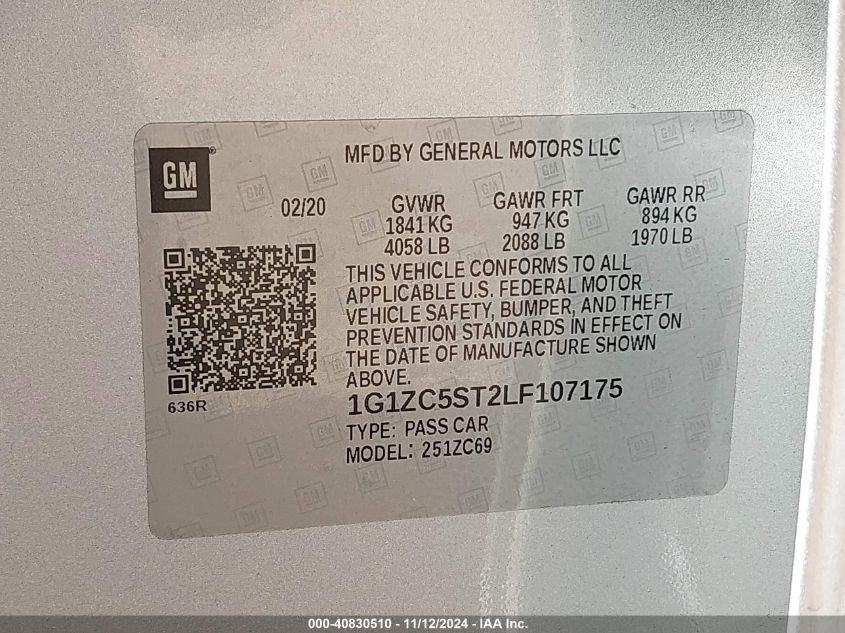 GM ®
MFD BY GENERAL MOTORS LLC
02/20
GVWR GAWR FRT GAWR RR
1841 KG 947 KG 894 KG
4058 LB 2088 LB 1970 LB
THIS VEHICLE CONFORMS TO ALL
APPLICABLE U.S. FEDERAL MOTOR
VEHICLE SAFETY, BUMPER, AND THEFT
PREVENTION STANDARDS IN EFFECT ON
THE DATE OF MANUFACTURE SHOWN
ABOVE.
636R
1G1ZC5ST2LF107175
TYPE: PASS CAR
MODEL: 251ZC69
000-40830510 - 11/12/2024 - IAA Inc.